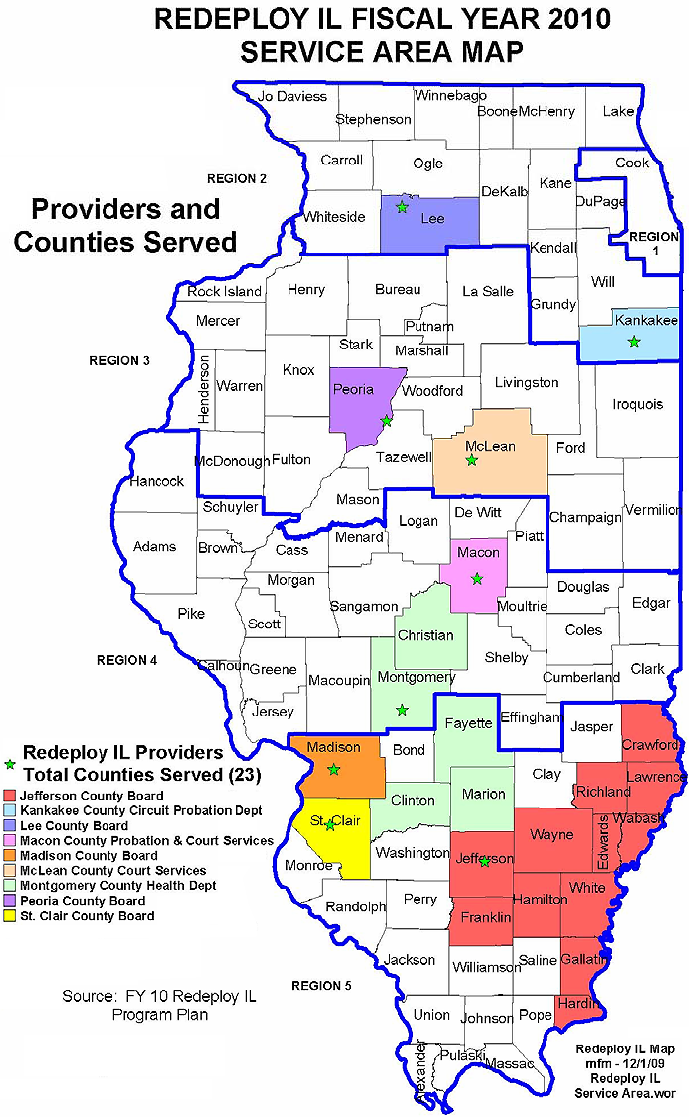 REDEPLOY IL FISCAL YEAR 2010
SERVICE AREA MAP
Jo Daviess
Stephenson
Winnebago
Boone
McHenry
Lake
Carroll
Ogle
DeKalb
Kane
Cook
DuPage
REGION 2
Providers and
Counties Served
Whiteside
Lee
REGION
1
Kendall
Will
Rock Island
Henry
Bureau
La Salle
Grundy
Kankakee
Mercer
Putnam
Stark
Marshall
REGION 3
Henderson
Warren
Knox
Peoria
Woodford
Livingston
Iroquois
McDonough
Fulton
Tazewell
McLean
Ford
Hancock
Schuyler
Mason
Logan
De Witt
Piatt
Champaign
Vermilion
Adams
Brown
Cass
Menard
Macon
Morgan
Sangamon
Moultrie
Douglas
Edgar
Pike
Scott
Christian
Coles
REGION 4
Calhoun
Greene
Macoupin
Montgomery
Shelby
Cumberland
Clark
Jersey
Fayette
Effingham
Jasper
Crawford
Redeploy IL Providers
Total Counties Served (23)
Jefferson County Board
Kankakee County Circuit Probation Dept
Lee County Board
Macon County Probation & Court Services
Madison County Board
McLean County Court Services
Montgomery County Health Dept
Peoria County Board
St. Clair County Board
Madison
Bond
Clay
Richland
Lawrence
Clinton
Marion
St. Clair
Wayne
Edwards
Wabash
Monroe
Washington
Jefferson
Randolph
Perry
Franklin
Hamilton
White
REGION 5
Jackson
Williamson
Saline
Gallatin
Source: FY 10 Redeploy IL
Program Plan
Union
Johnson
Pope
Hardin
Alexander
Pulaski
Massac
Redeploy IL Map
mfm - 12/1/09
Redeploy IL
Service Area.wor